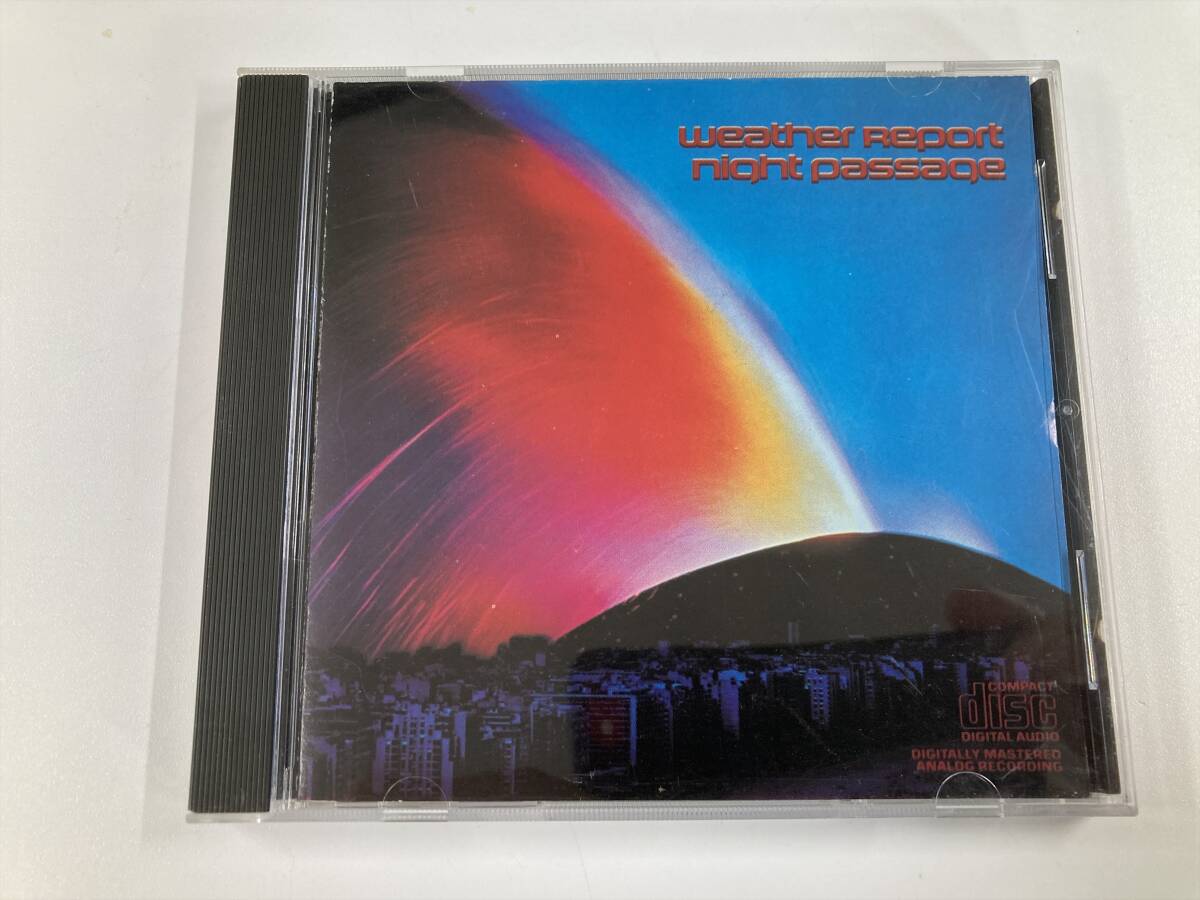 weather report
night passage
COMPACT
disc
DIGITAL AUDIO
DIGITALLY MASTERED
ANALOG RECORDING